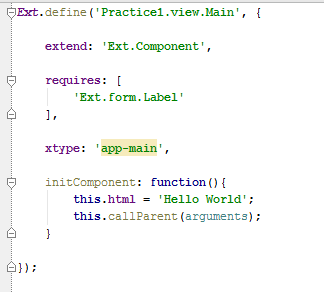 Ext.define('Practice1.view.Main', {
extend: 'Ext.Component',
requires: [
'Ext.form.Label'
],
xtype: 'app-main',
initComponent: function(){
this.html = 'Hello World';
this.callParent(arguments);
}
});